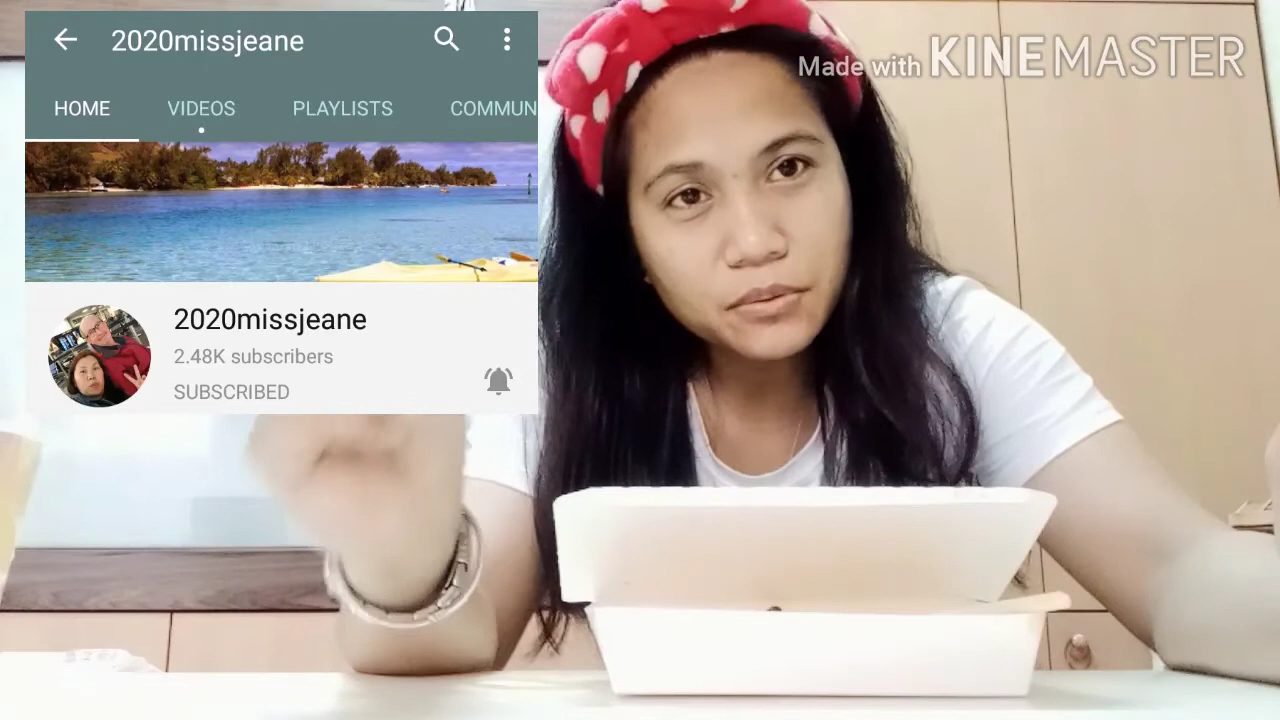 2020missjeane
HOME VIDEOS PLAYLISTS COMMUN
2020missjeane
2.48K subscribers
SUBSCRIBED
Made with KINEMASTER